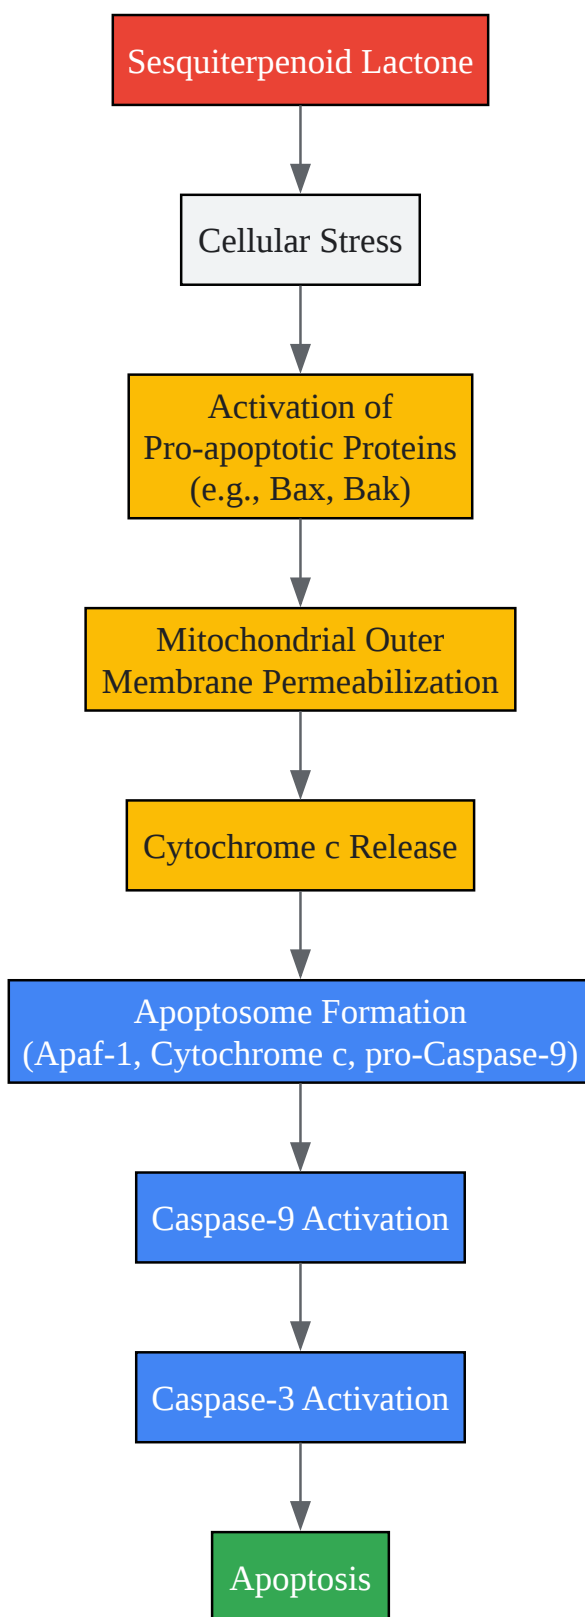 Sesquiterpenoid Lactone
Cellular Stress
Activation of
Pro-apoptotic Proteins
(e.g., Bax, Bak)
Mitochondrial Outer
Membrane Permeabilization
Cytochrome c Release
Apoptosome Formation
(Apaf-1, Cytochrome c, pro-Caspase-9)
Caspase-9 Activation
Caspase-3 Activation
Apoptosis